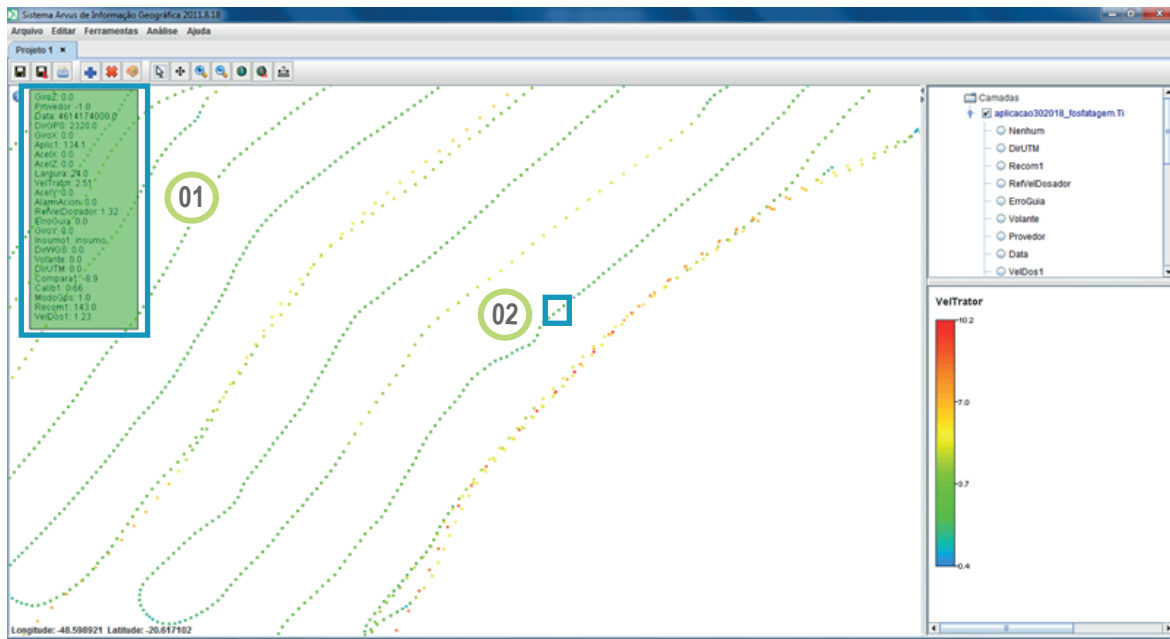 Sistema Arvus de Informação Geográfica 2011.8.18
Arquivo Editar Ferramentas Análise Ajuda
Projeto 1
GiroZ: 0.0
Provedor: -1.0
Data: 4614174000.0
DirGPS: 2320.0
GiroX: 0.0
Aplic1: 134.1
AcelX: 0.0
AcelZ: 0.0
Largura: 24.0
VelTrator: 2.51
AcelY: 0.0
AlarmAcion: 0.0
RefVelDosador: 1.32
ErroGuia: 0.0
GiroY: 0.0
Insumo1: insumo,
DirWGS: 0.0
Volante: 0.0
DirUTM: 0.0
Compara1: -8.9
Calib1: 0.66
ModoGps: 1.0
Recom1: 143.0
VelDos1: 1.23
01
02
Longitude: -48.598921 Latitude: -20.617102
Camadas
aplicacao302018_fosfatagem.Ti
Nenhum
DirUTM
Recom1
RefVelDosador
ErroGuia
Volante
Provedor
Data
VelDos1
VelTrator
10.2
7.0
3.7
0.4